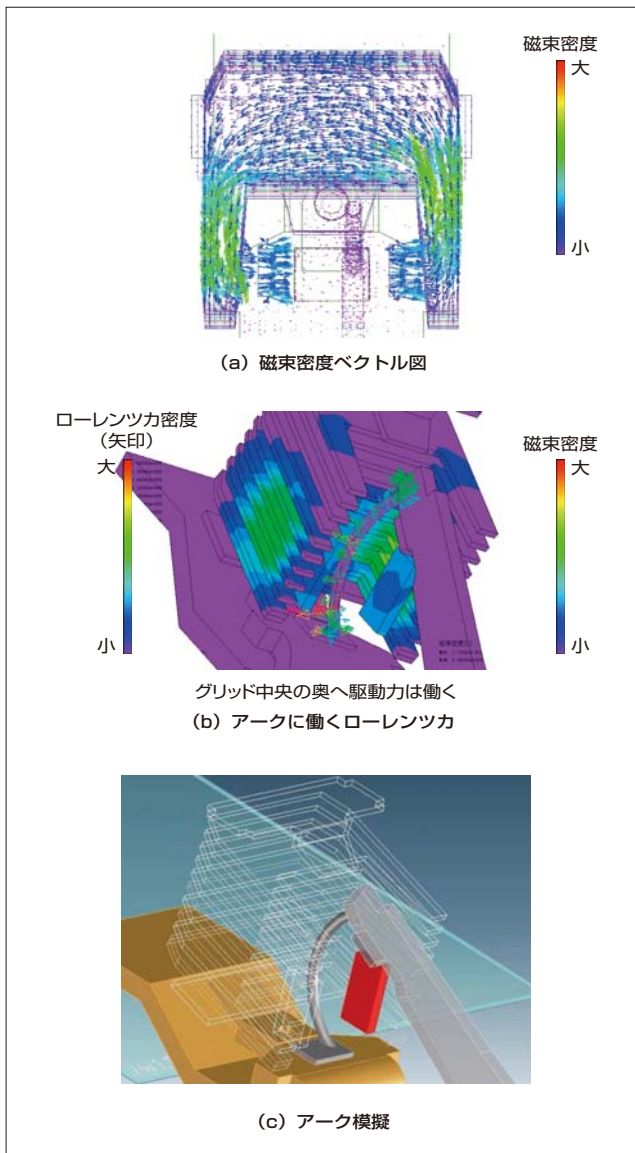 磁束密度
大
小
(a) 磁束密度ベクトル図
ローレンツ力密度
(矢印)
大
小
磁束密度
大
小
グリッド中央の奥へ駆動力は働く
(b) アークに働くローレンツ力
(c) アーク模擬